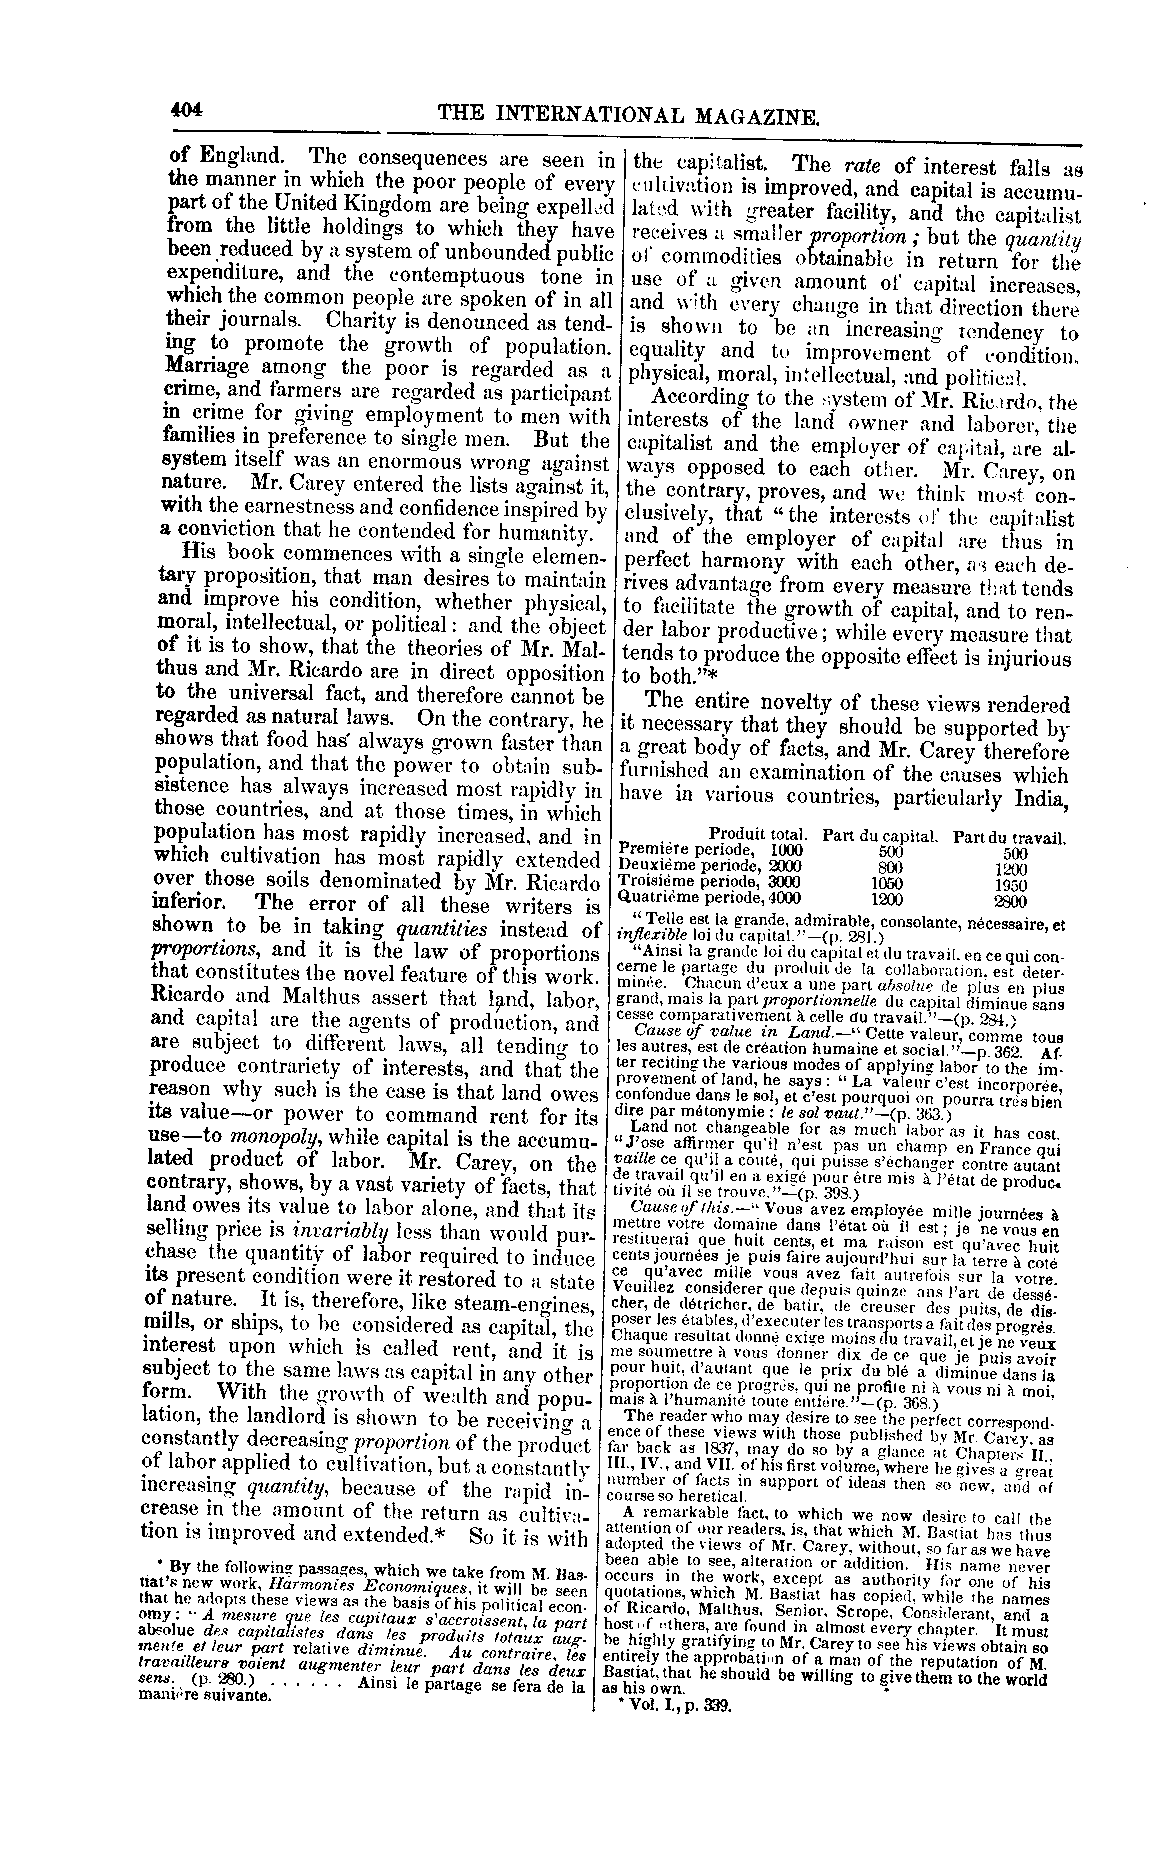 404
THE INTERNATIONAL MAGAZINE.
of England. The consequences are seen in
the manner in which the poor people of every
part of the United Kingdom are being expelled
from the little holdings to which they have
been reduced by a system of unbounded public
expenditure, and the contemptuous tone in
which the common people are spoken of in all
their journals. Charity is denounced as tend-
ing to promote the growth of population.
Marriage among the poor is regarded as a
crime, and farmers are regarded as participant
in crime for giving employment to men with
families in preference to single men. But the
system itself was an enormous wrong against
nature. Mr. Carey entered the lists against it,
with the earnestness and confidence inspired by
a conviction that he contended for humanity.
His book commences with a single elemen-
tary proposition, that man desires to maintain
and improve his condition, whether physical,
moral, intellectual, or political: and the object
of it is to show, that the theories of Mr. Mal-
thus and Mr. Ricardo are in direct opposition
to the universal fact, and therefore cannot be
regarded as natural laws. On the contrary, he
shows that food has always grown faster than
population, and that the power to obtain sub-
sistence has always increased most rapidly in
those countries, and at those times, in which
population has most rapidly increased, and in
which cultivation has most rapidly extended
over those soils denominated by Mr. Ricardo
inferior. The error of all these writers is
shown to be in taking quantities instead of
proportions, and it is the law of proportions
that constitutes the novel feature of this work.
Ricardo and Malthus assert that land, labor,
and capital are the agents of production, and
are subject to different laws, all tending to
produce contrariety of interests, and that the
reason why such is the case is that land owes
its value—or power to command rent for its
use—to monopoly, while capital is the accumu-
lated product of labor. Mr. Carey, on the
contrary, shows, by a vast variety of facts, that
land owes its value to labor alone, and that its
selling price is invariably less than would pur-
chase the quantity of labor required to induce
its present condition were it restored to a state
of nature. It is, therefore, like steam-engines,
mills, or ships, to be considered as capital, the
interest upon which is called rent, and it is
subject to the same laws as capital in any other
form. With the growth of wealth and popu-
lation, the landlord is shown to be receiving a
constantly decreasing proportion of the product
of labor applied to cultivation, but a constantly
increasing quantity, because of the rapid in-
crease in the amount of the return as cultiva-
tion is improved and extended.* So it is with
* By the following passages, which we take from M. Bas-
tiat's new work, Harmonies Economiques, it will be seen
that he adopts these views as the basis of his political econ-
omy: "A mesure que les capitaux s'accroissent, la part
absolue des capitalistes dans les produits totaux aug-
mente et leur part relative diminue. Au contraire, les
travailleurs voient augmenter leur part dans les deux
sens. (p. 280.) . . . . . . Ainsi le partage se fera de la
manière suivante.
the capitalist. The rate of interest falls as
cultivation is improved, and capital is accumu-
lated with greater facility, and the capitalist
receives a smaller proportion; but the quantity
of commodities obtainable in return for the
use of a given amount of capital increases,
and with every change in that direction there
is shown to be an increasing tendency to
equality and to improvement of condition,
physical, moral, intellectual, and political.
According to the system of Mr. Ricardo, the
interests of the land owner and laborer, the
capitalist and the employer of capital, are al-
ways opposed to each other. Mr. Carey, on
the contrary, proves, and we think most con-
clusively, that "the interests of the capitalist
and of the employer of capital are thus in
perfect harmony with each other, as each de-
rives advantage from every measure that tends
to facilitate the growth of capital, and to ren-
der labor productive; while every measure that
tends to produce the opposite effect is injurious
to both."*
The entire novelty of these views rendered
it necessary that they should be supported by
a great body of facts, and Mr. Carey therefore
furnished an examination of the causes which
have in various countries, particularly India,
Produit total. Part du capital. Part du travail.
Premiére periode, 1000 500 500
Deuxiéme periode, 2000 800 1200
Troisiéme periode, 3000 1050 1950
Quatriéme periode, 4000 1200 2800
"Telle est la grande, admirable, consolante, nécessaire, et
inflexible loi du capital."—(p. 281.)
"Ainsi la grande loi du capital et du travail, en ce qui con-
cerne le partage du produit de la collaboration, est deter-
minée. Chacun d'eux a une part absolue de plus en plus
grand, mais la part proportionnelle du capital diminue sans
cesse comparativement à celle du travail."—(p. 284.)
Cause of value in Land.—"Cette valeur, comme tous
les autres, est de création humaine et social."—p. 362. Af-
ter reciting the various modes of applying labor to the im-
provement of land, he says: "La valeur c'est incorporée,
confondue dans le sol, et c'est pourquoi on pourra trés bien
dire par métonymie: le sol vaut."—(p. 363.)
Land not changeable for as much labor as it has cost.
"J'ose affirmer qu'il n'est pas un champ en France qui
vaille ce qu'il a couté, qui puisse s'échanger contre autant
de travail qu'il en a exigé pour être mis à l'état de produc-
tivité où il se trouve."—(p. 398.)
Cause of this.—"Vous avez employée mille journées à
mettre votre domaine dans l'état où il est; je ne vous en
restituerai que huit cents, et ma raison est qu'avec huit
cents journées je puis faire aujourd'hui sur la terre à coté
ce qu'avec mille vous avez fait autrefois sur la votre.
Veuillez considerer que depuis quinze ans l'art de dessé-
cher, de détricher, de batir, de creuser des puits, de dis-
poser les étables, d'executer les transports a fait des progrés.
Chaque resultat donné exige moins du travail, et je ne veux
me soumettre à vous donner dix de ce que je puis avoir
pour huit, d'autant que le prix du blé a diminue dans la
proportion de ce progrés, qui ne profite ni à vous ni à moi,
mais à l'humanité toute entiére."—(p. 368.)
The reader who may desire to see the perfect correspond-
ence of these views with those published by Mr. Carey, as
far back as 1837, may do so by a glance at Chapters II.,
III., IV., and VII. of his first volume, where he gives a great
number of facts in support of ideas then so new, and of
course so heretical.
A remarkable fact, to which we now desire to call the
attention of our readers, is, that which M. Bastiat has thus
adopted the views of Mr. Carey, without, so far as we have
been able to see, alteration or addition. His name never
occurs in the work, except as authority for one of his
quotations, which M. Bastiat has copied, while the names
of Ricardo, Malthus, Senior, Scrope, Considerant, and a
host of others, are found in almost every chapter. It must
be highly gratifying to Mr. Carey to see his views obtain so
entirely the approbation of a man of the reputation of M.
Bastiat, that he should be willing to give them to the world
as his own.
* Vol. I., p. 339.